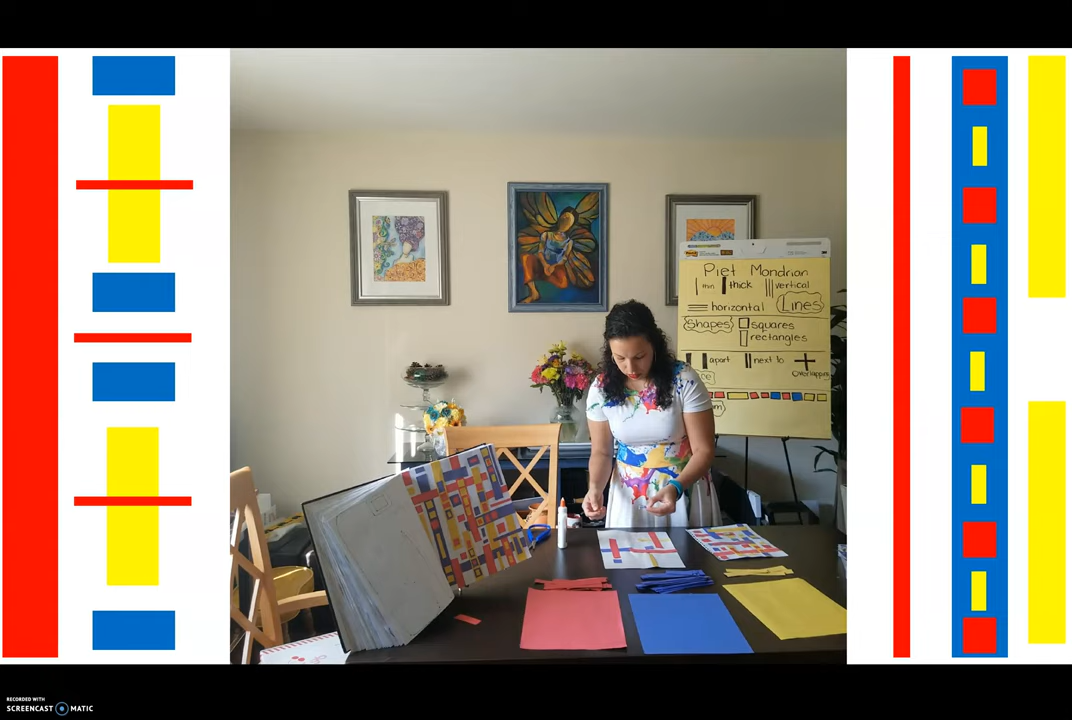 Piet Mondrian
thin thick vertical
horizontal Lines
Shapes squares
rectangles
apart next to overlapping
RECORDED WITH
SCREENCAST MATIC